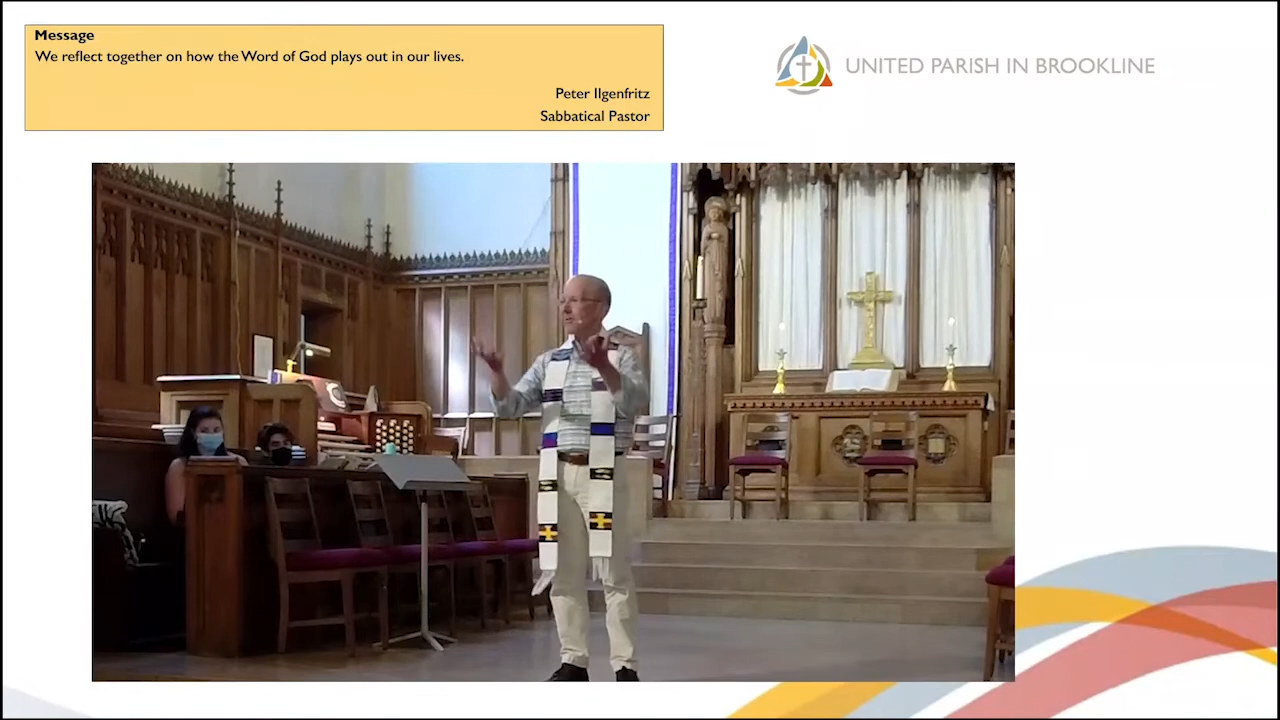 Message
We reflect together on how the Word of God plays out in our lives.
Peter Ilgenfritz
Sabbatical Pastor
UNITED PARISH IN BROOKLINE